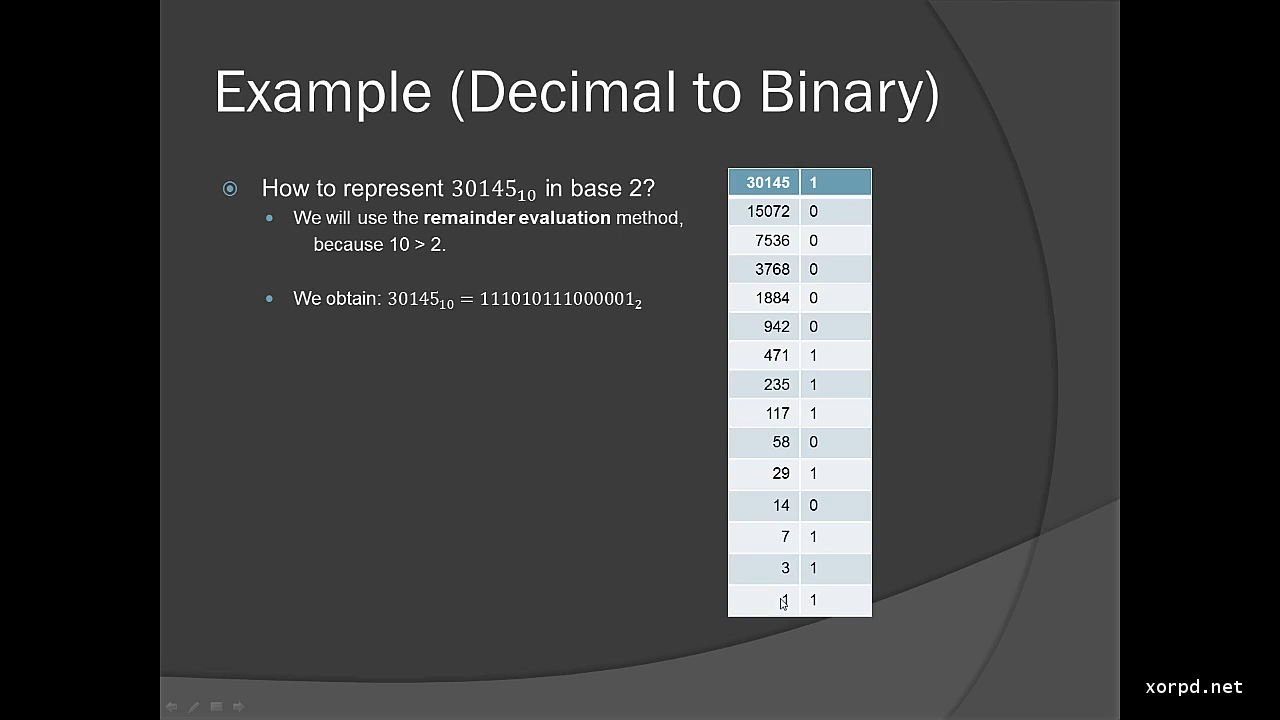 Example (Decimal to Binary)
How to represent 30145₁₀ in base 2?
We will use the remainder evaluation method,
because 10 > 2.
We obtain: 30145₁₀ = 111010111000001₂
30145 1
15072 0
7536 0
3768 0
1884 0
942 0
471 1
235 1
117 1
58 0
29 1
14 0
7 1
3 1
1 1
xorpd.net